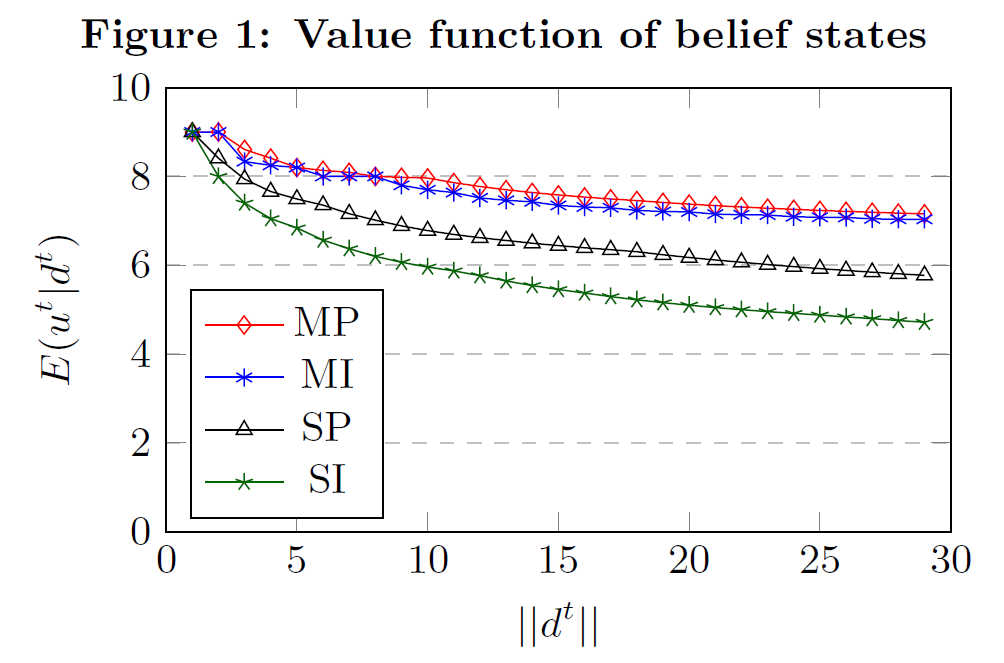 Figure 1: Value function of belief states
10
8
6
4
2
0
E(u^t|d^t)
MP
MI
SP
SI
0 5 10 15 20 25 30
||d^t||